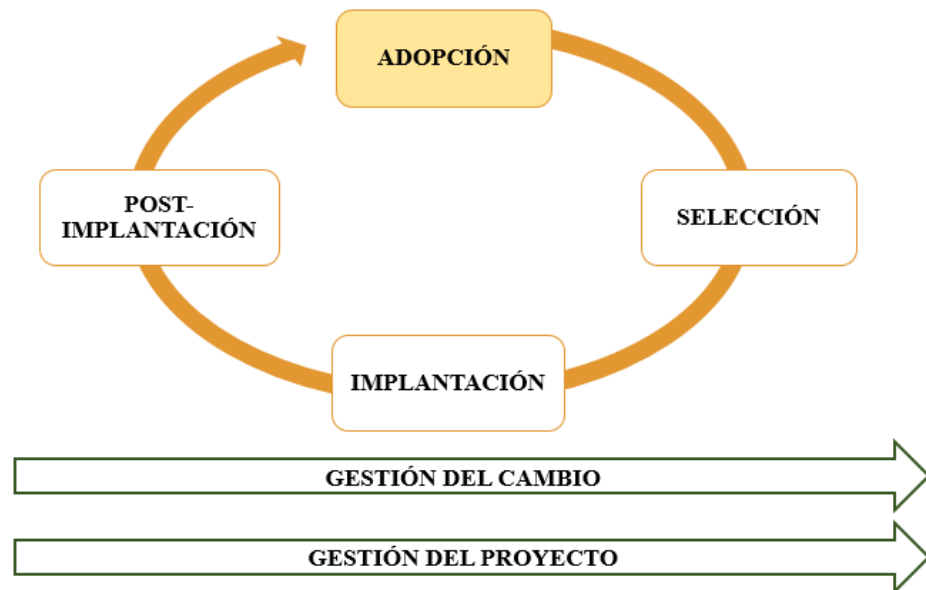 ADOPCIÓN
POST-
IMPLANTACIÓN
SELECCIÓN
IMPLANTACIÓN
GESTIÓN DEL CAMBIO
GESTIÓN DEL PROYECTO